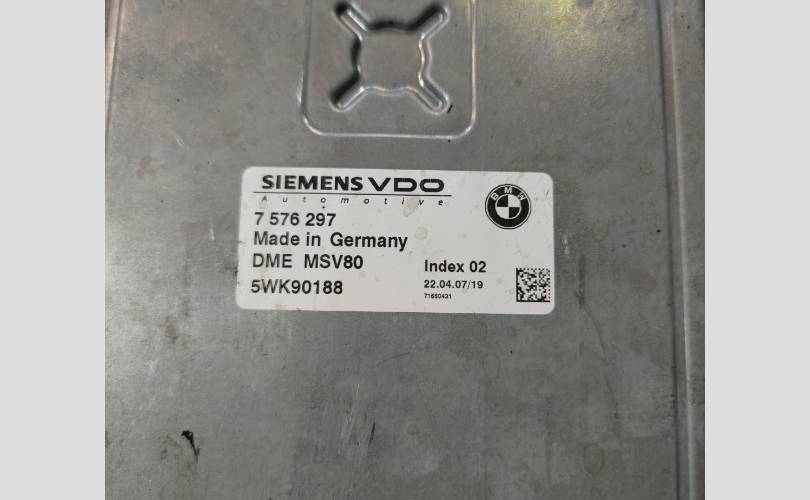 SIEMENS VDO
Automotive
BMW
7 576 297
Made in Germany
DME MSV80
Index 02
5WK90188
22.04.07/19
71650431